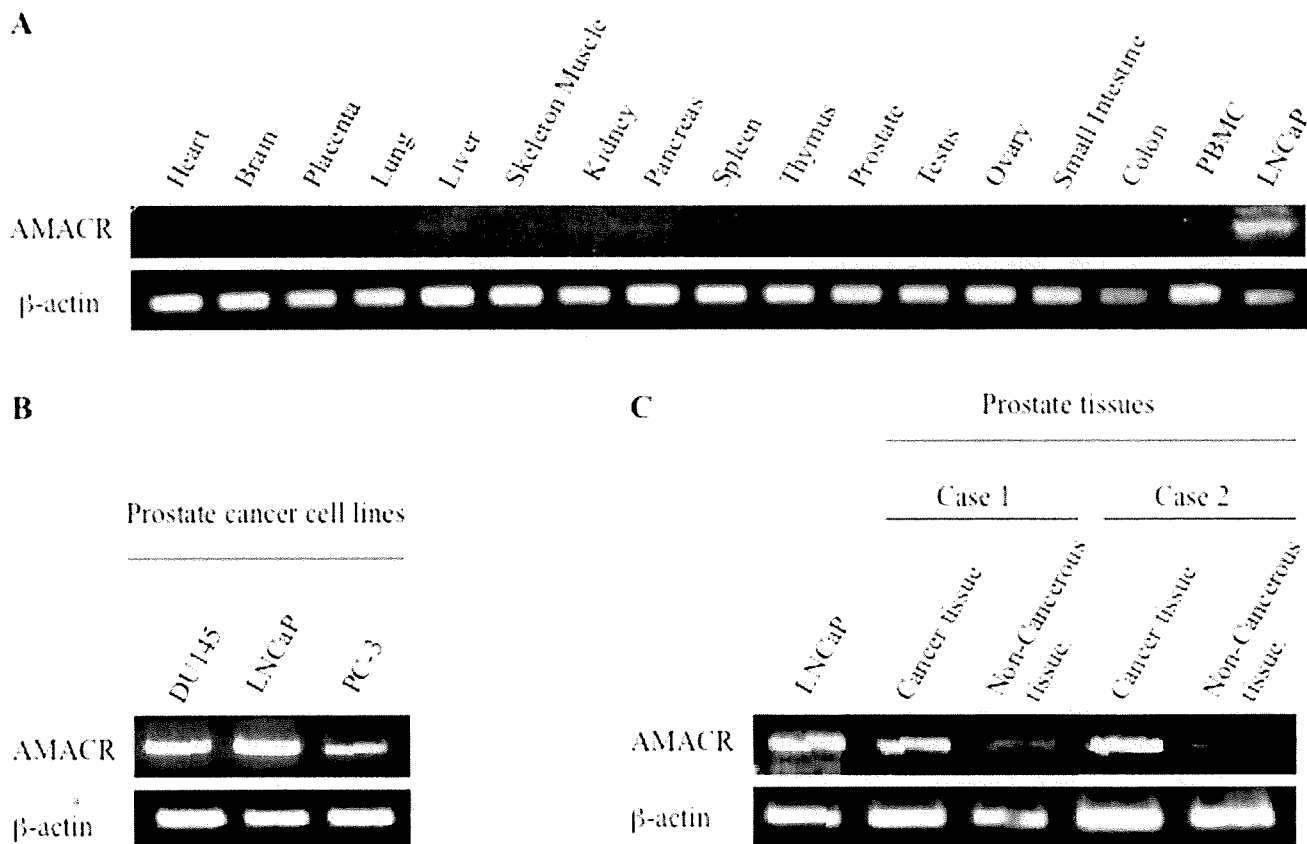 A
Heart
Brain
Placenta
Lung
Liver
Skeleton Muscle
Kidney
Pancreas
Spleen
Thymus
Prostate
Testis
Ovary
Small Intestine
Colon
PBMC
LNCaP
AMACR
β-actin
B
Prostate cancer cell lines
DU145
LNCaP
PC-3
AMACR
β-actin
C
Prostate tissues
Case 1
Case 2
LNCaP
Cancer tissue
Non-Cancerous
tissue.
Cancer tissue
Non-Cancerous
tissue.
AMACR
β-actin